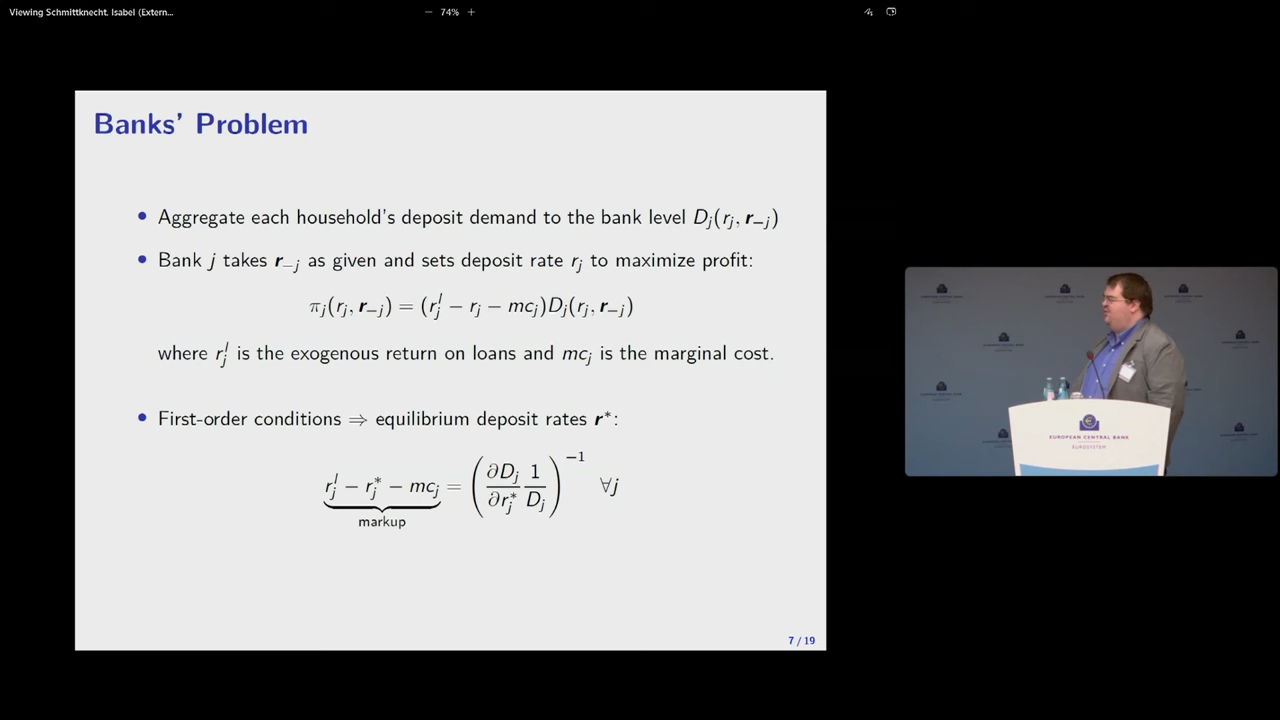 Viewing Schmittknecht, Isabel (Extern...
− 74% +
Banks' Problem
• Aggregate each household's deposit demand to the bank level D_j(r_j, r_{−j})
• Bank j takes r_{−j} as given and sets deposit rate r_j to maximize profit:
π_j(r_j, r_{−j}) = (r_j^l − r_j − mc_j)D_j(r_j, r_{−j})
where r_j^l is the exogenous return on loans and mc_j is the marginal cost.
• First-order conditions ⇒ equilibrium deposit rates r*:
r_j^l − r_j^* − mc_j = (∂D_j/∂r_j^* 1/D_j)^{−1} ∀j
markup
7 / 19
EUROPEAN CENTRAL BANK
EUROSYSTEM